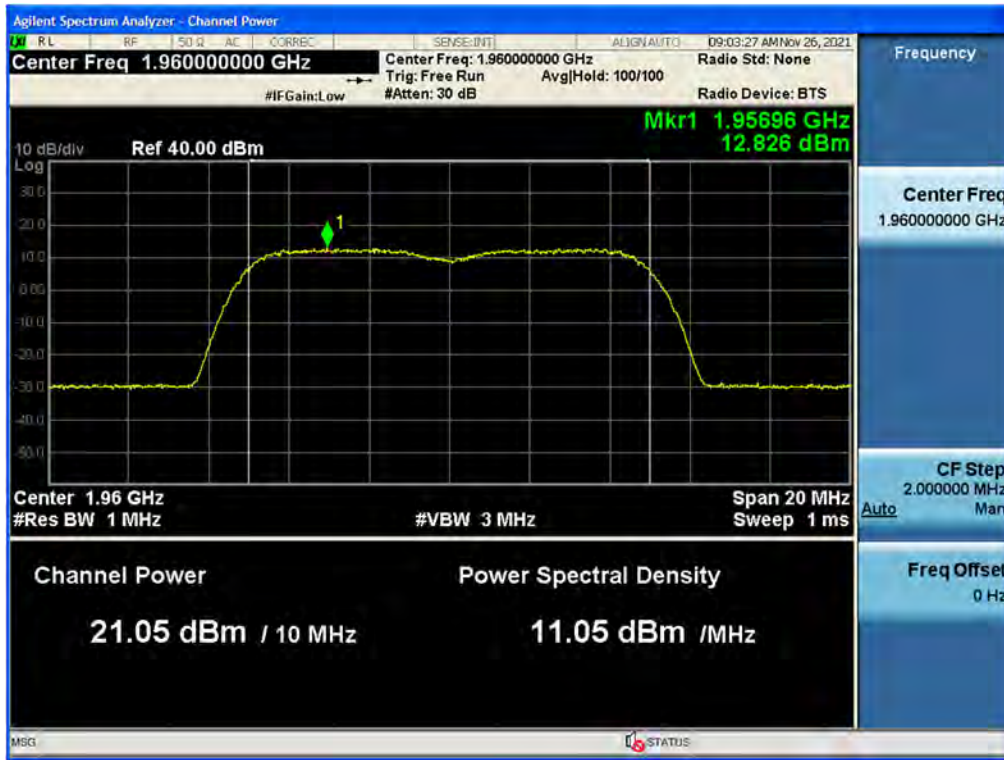 Agilent Spectrum Analyzer - Channel Power
LXI RL RF 50 Ω AC CORREC SENSE:INT ALIGN AUTO 09:03:27 AM Nov 26, 2021
Center Freq 1.960000000 GHz
Center Freq: 1.960000000 GHz
Radio Std: None
Trig: Free Run Avg|Hold: 100/100
#IFGain:Low
#Atten: 30 dB
Radio Device: BTS
Mkr1 1.95696 GHz
12.826 dBm
10 dB/div Ref 40.00 dBm
Log
30.0
20.0
10.0
0.00
-10.0
-20.0
-30.0
-40.0
-50.0
1
Center 1.96 GHz
Span 20 MHz
#Res BW 1 MHz
#VBW 3 MHz
Sweep 1 ms
Channel Power
Power Spectral Density
21.05 dBm / 10 MHz
11.05 dBm /MHz
MSG
STATUS
Frequency
Center Freq
1.960000000 GHz
CF Step
2.000000 MHz
Auto Man
Freq Offset
0 Hz